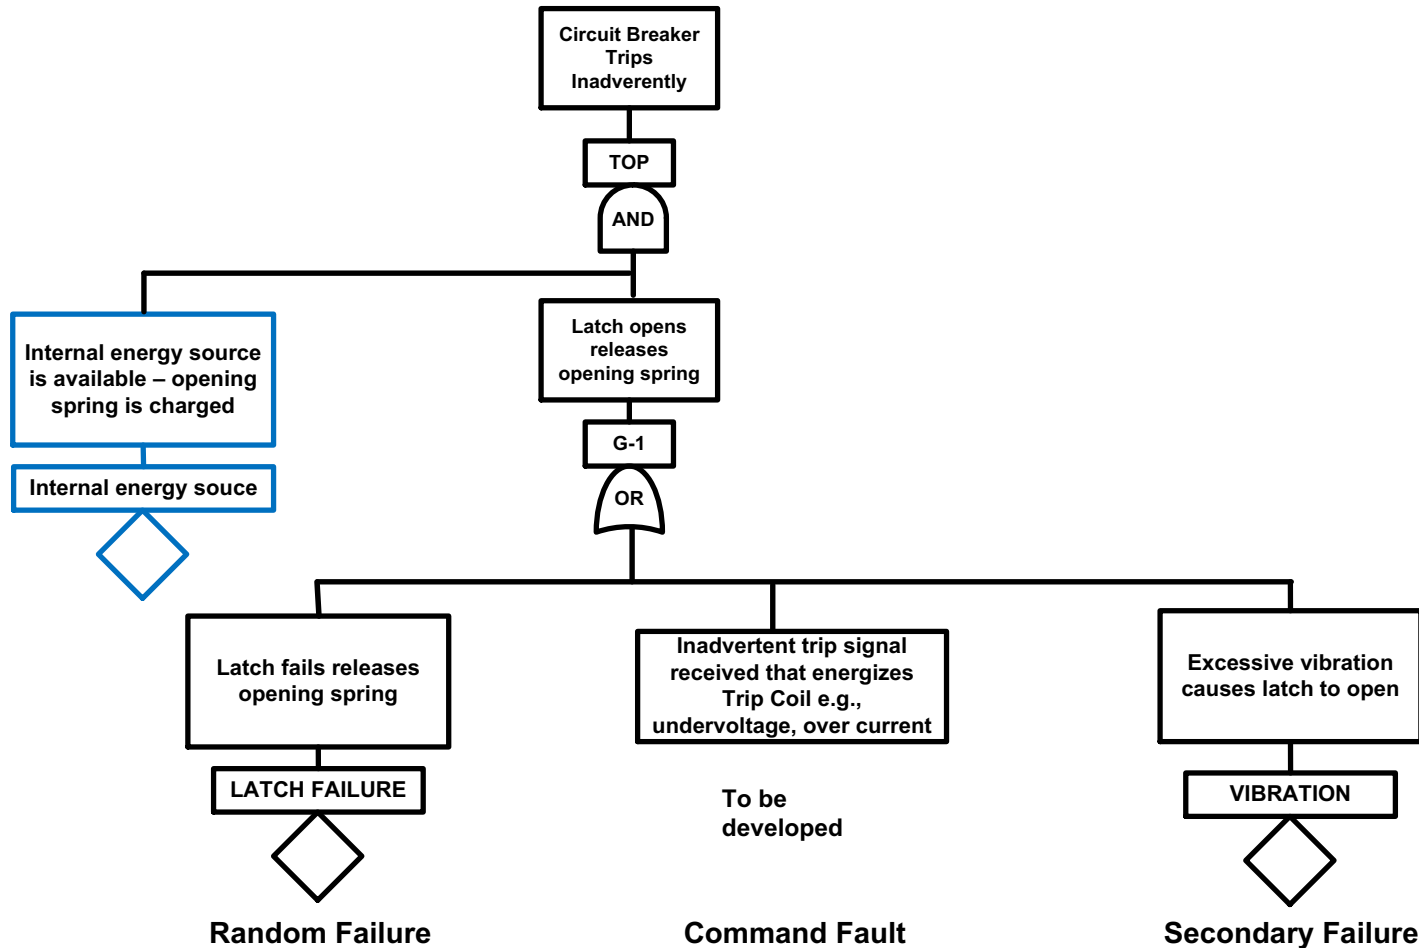 Circuit Breaker
Trips
Inadverently
TOP
AND
Internal energy source
is available – opening
spring is charged
Internal energy souce
Latch opens
releases
opening spring
G-1
OR
Latch fails releases
opening spring
LATCH FAILURE
Random Failure
Inadvertent trip signal
received that energizes
Trip Coil e.g.,
undervoltage, over current
To be
developed
Command Fault
Excessive vibration
causes latch to open
VIBRATION
Secondary Failure